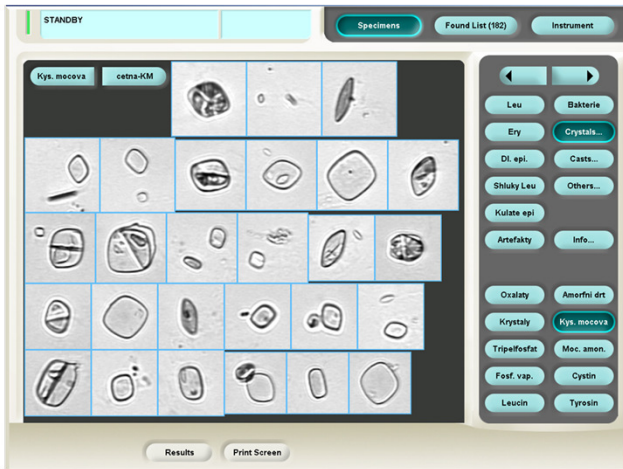 STANDBY
Specimens Found List (182) Instrument
Kys. mocova cetna-KM
Leu Bakterie
Ery Crystals...
Dl. epi. Casts...
Shluky Leu Others...
Kulate epi
Artefakty Info...
Oxalaty Amorfni drt
Krystaly Kys. mocova
Tripelfosfat Moc. amon.
Fosf. vap. Cystin
Leucin Tyrosin
Results Print Screen